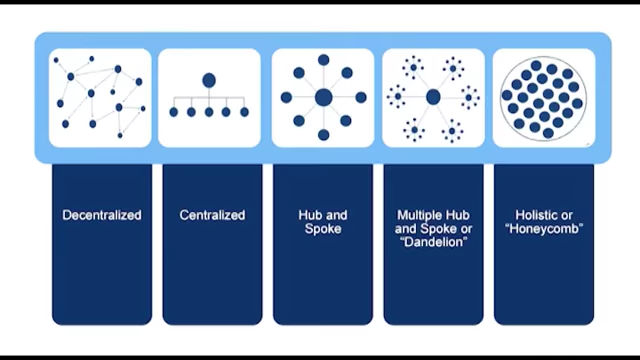 Decentralized
Centralized
Hub and
Spoke
Multiple Hub
and Spoke or
“Dandelion”
Holistic or
“Honeycomb”